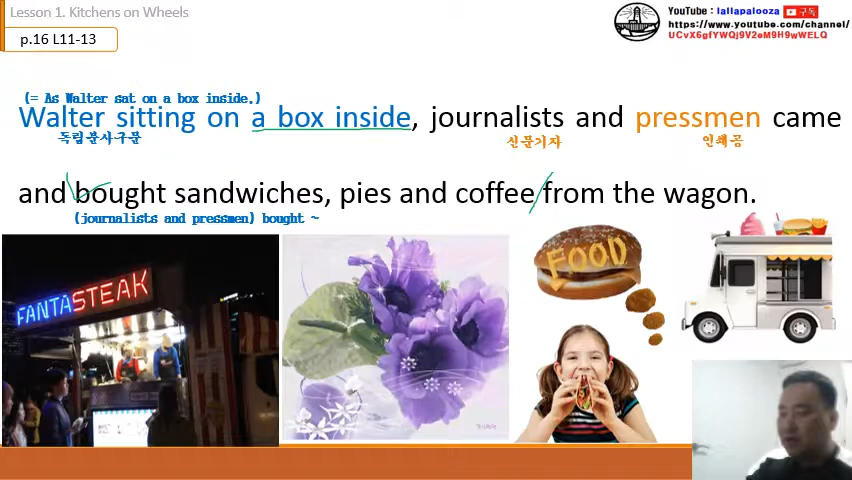 Lesson 1. Kitchens on Wheels
p.16 L11-13
YouTube : lallapalooza 구독
https://www.youtube.com/channel/
UCvX6gfYWQj9V2eM9H9wWELQ
(= As Walter sat on a box inside.)
Walter sitting on a box inside, journalists and pressmen came
독립분사구문 신문기자 인쇄공
and bought sandwiches, pies and coffee from the wagon.
(journalists and pressmen) bought ~
FANTASTEAK
FOOD